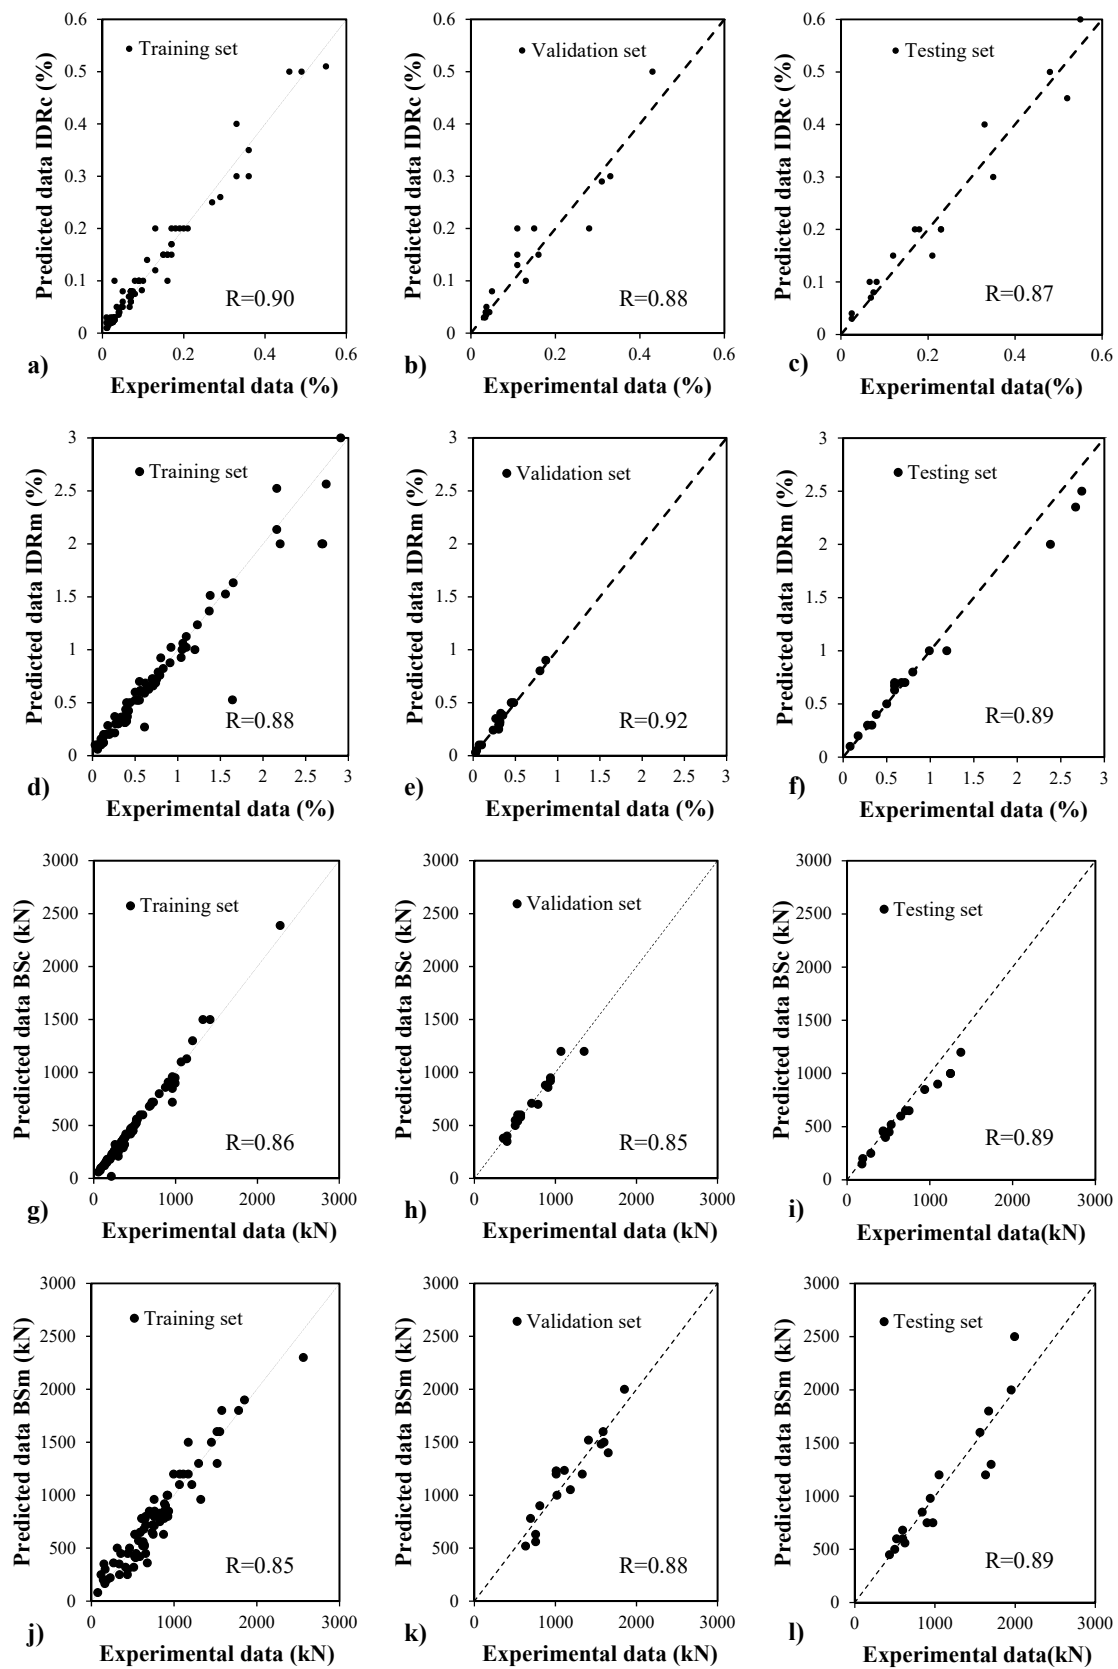 Predicted data IDRc (%)
0.6
0.5
0.4
0.3
0.2
0.1
0
Training set
R=0.90
0 0.2 0.4 0.6
a)
Experimental data (%)
Predicted data IDRc (%)
0.6
0.5
0.4
0.3
0.2
0.1
0
Validation set
R=0.88
0 0.2 0.4 0.6
b)
Experimental data (%)
Predicted data IDRc (%)
0.6
0.5
0.4
0.3
0.2
0.1
0
Testing set
R=0.87
0 0.2 0.4 0.6
c)
Experimental data(%)
Predicted data IDRm (%)
3
2.5
2
1.5
1
0.5
0
Training set
R=0.88
0 0.5 1 1.5 2 2.5 3
d)
Experimental data (%)
Predicted data IDRm (%)
3
2.5
2
1.5
1
0.5
0
Validation set
R=0.92
0 0.5 1 1.5 2 2.5 3
e)
Experimental data (%)
Predicted data IDRm (%)
3
2.5
2
1.5
1
0.5
0
Testing set
R=0.89
0 0.5 1 1.5 2 2.5 3
f)
Experimental data (%)
Predicted data BSc (kN)
3000
2500
2000
1500
1000
500
0
Training set
R=0.86
0 1000 2000 3000
g)
Experimental data (kN)
Predicted data BSc (kN)
3000
2500
2000
1500
1000
500
0
Validation set
R=0.85
0 1000 2000 3000
h)
Experimental data (kN)
Predicted data BSc (kN)
3000
2500
2000
1500
1000
500
0
Testing set
R=0.89
0 1000 2000 3000
i)
Experimental data(kN)
Predicted data BSm (kN)
3000
2500
2000
1500
1000
500
0
Training set
R=0.85
0 1000 2000 3000
j)
Experimental data (kN)
Predicted data BSm (kN)
3000
2500
2000
1500
1000
500
0
Validation set
R=0.88
0 1000 2000 3000
k)
Experimental data (kN)
Predicted data BSm (kN)
3000
2500
2000
1500
1000
500
0
Testing set
R=0.89
0 1000 2000 3000
l)
Experimental data(kN)